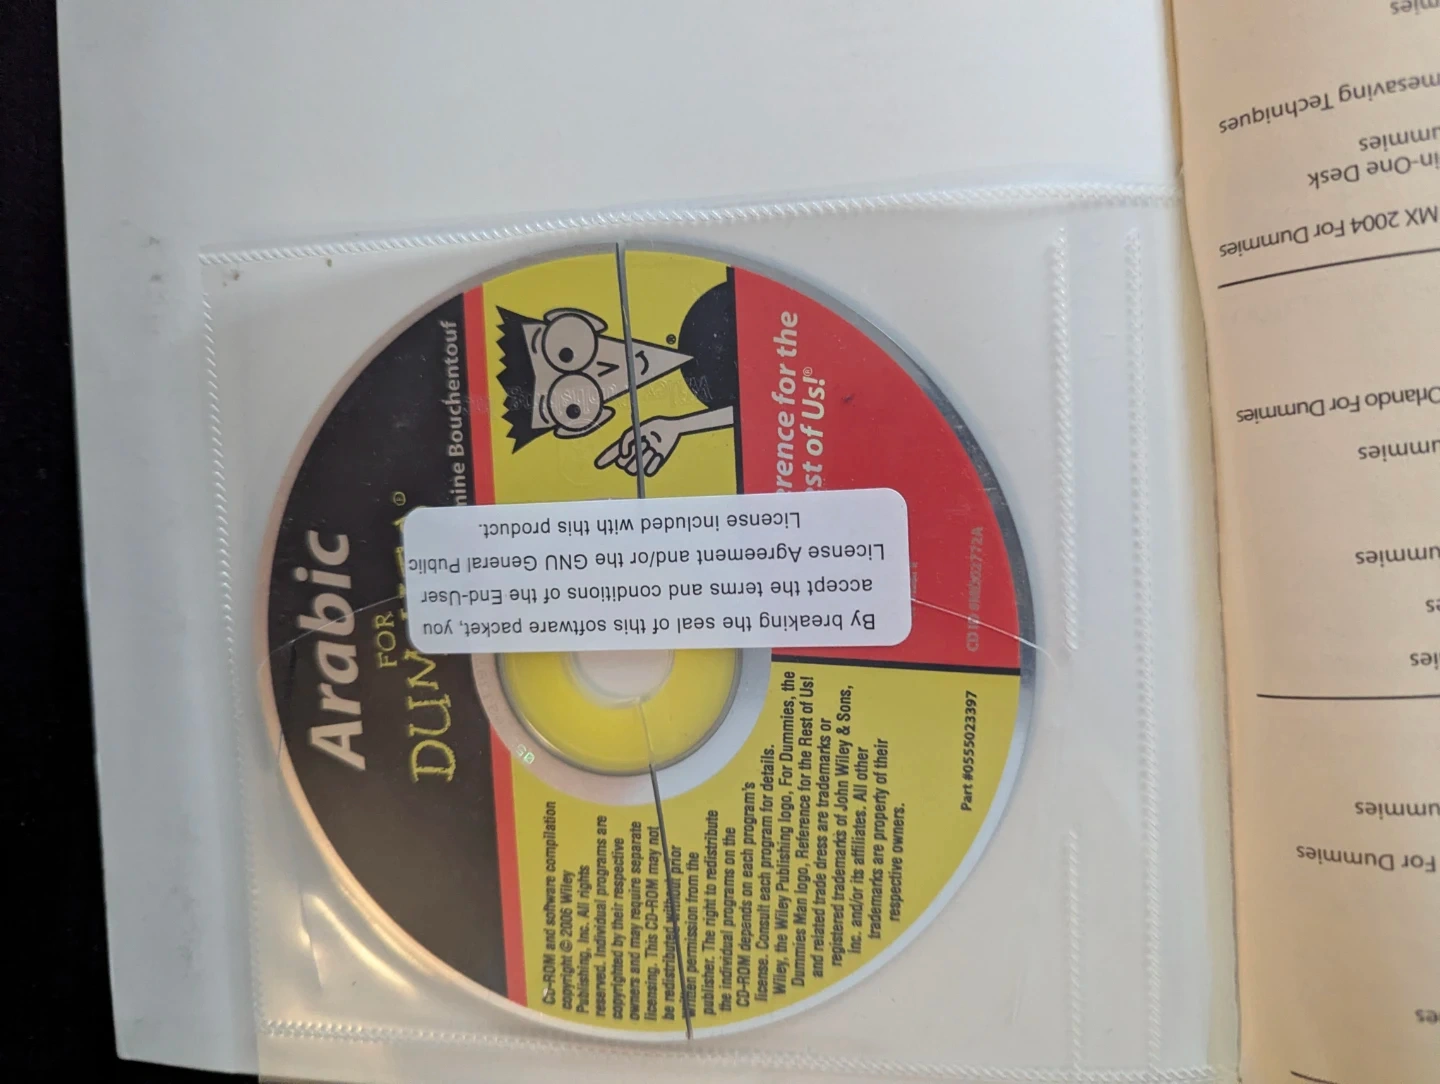 Arabic
FOR
mine Bouchentouf
®
rence for the
est of Us!®
By breaking the seal of this software packet, you
accept the terms and conditions of the End-User
License Agreement and/or the GNU General Public
License included with this product.
CD-ROM and software compilation
copyright © 2006 Wiley
Publishing, Inc. All rights
reserved. Individual programs are
copyrighted by their respective
owners and may require separate
licensing. This CD-ROM may not
be redistributed without prior
written permission from the
publisher. The right to redistribute
the individual programs on the
CD-ROM depends on each program's
license. Consult each program for details.
Wiley, the Wiley Publishing logo, For Dummies, the
Dummies Man logo, Reference for the Rest of Us!
and related trade dress are trademarks or
registered trademarks of John Wiley & Sons,
Inc. and/or its affiliates. All other
trademarks are property of their
respective owners.
Part #0555023397
For Dummies
ummies
Orlando For Dummies
MX 2004 For Dummies
in-One Desk
ummies
mesaving Techniques